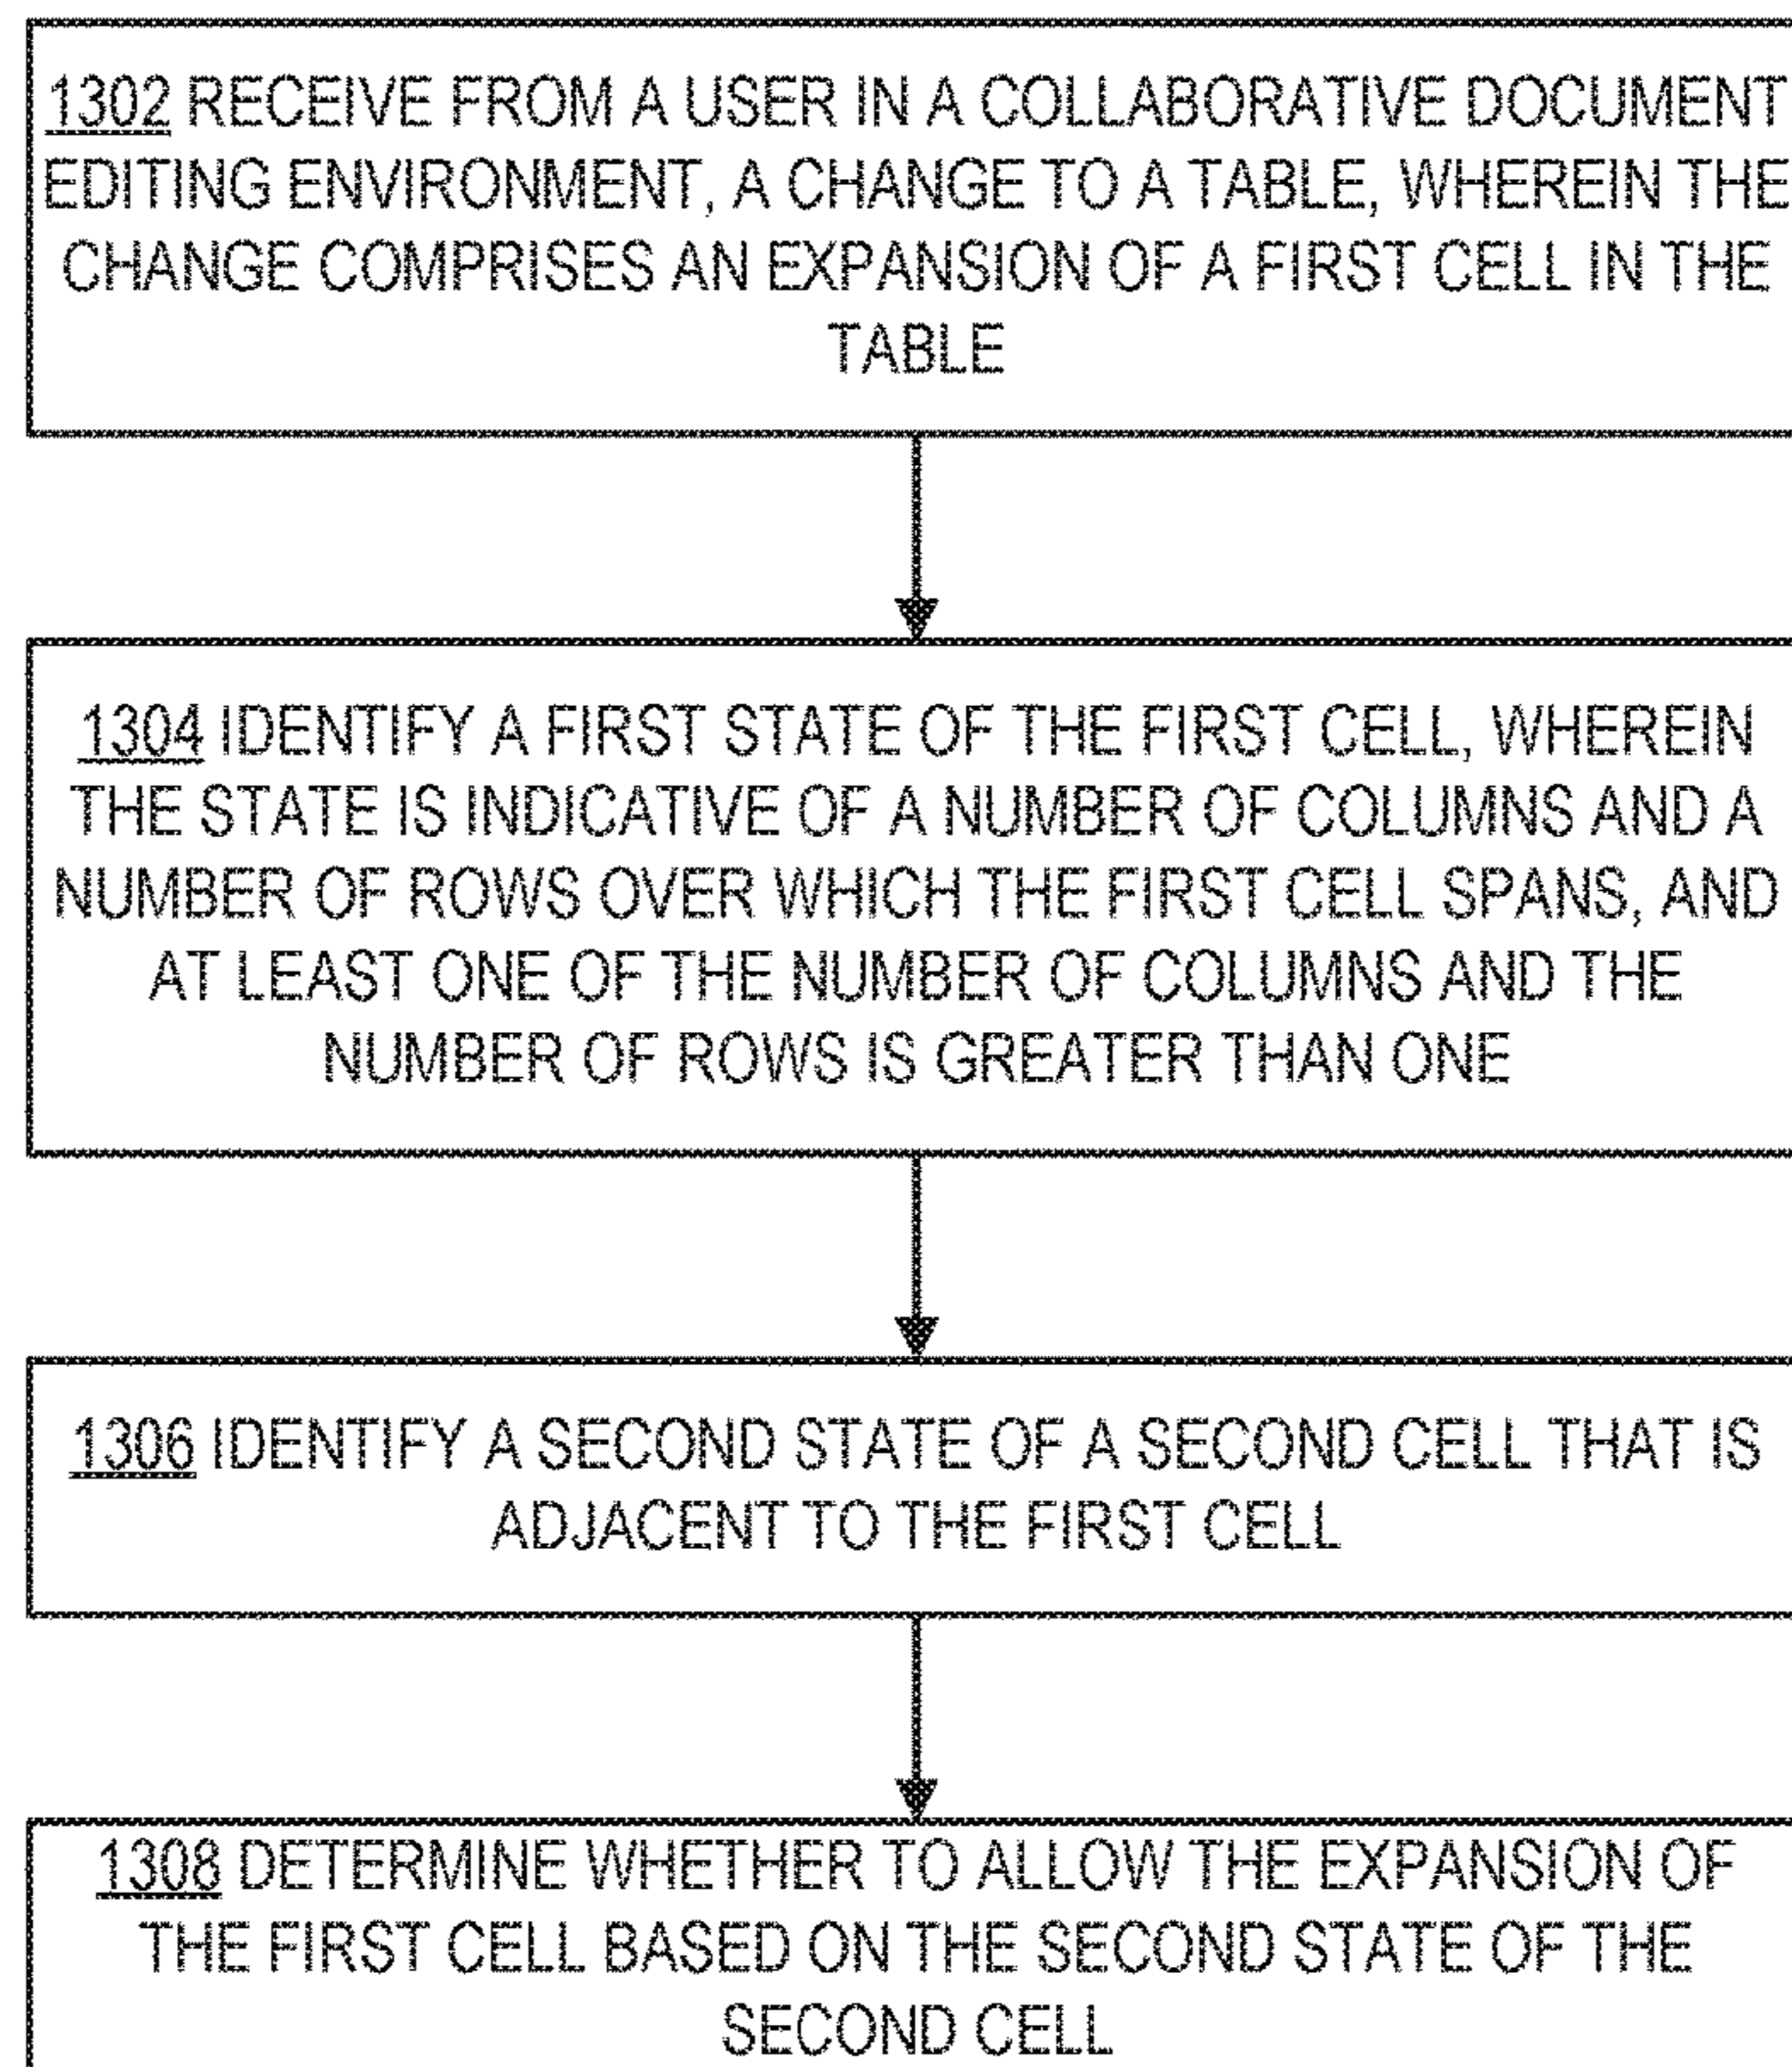 1302 RECEIVE FROM A USER IN A COLLABORATIVE DOCUMENT
EDITING ENVIRONMENT, A CHANGE TO A TABLE, WHEREIN THE
CHANGE COMPRISES AN EXPANSION OF A FIRST CELL IN THE
TABLE
1304 IDENTIFY A FIRST STATE OF THE FIRST CELL, WHEREIN
THE STATE IS INDICATIVE OF A NUMBER OF COLUMNS AND A
NUMBER OF ROWS OVER WHICH THE FIRST CELL SPANS, AND
AT LEAST ONE OF THE NUMBER OF COLUMNS AND THE
NUMBER OF ROWS IS GREATER THAN ONE
1306 IDENTIFY A SECOND STATE OF A SECOND CELL THAT IS
ADJACENT TO THE FIRST CELL
1308 DETERMINE WHETHER TO ALLOW THE EXPANSION OF
THE FIRST CELL BASED ON THE SECOND STATE OF THE
SECOND CELL